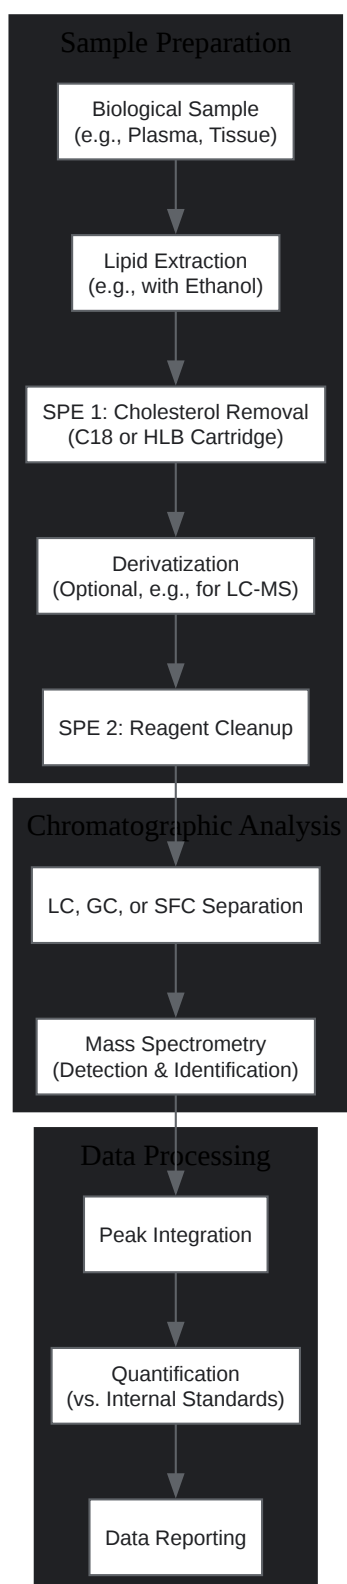 Sample Preparation
Biological Sample
(e.g., Plasma, Tissue)
Lipid Extraction
(e.g., with Ethanol)
SPE 1: Cholesterol Removal
(C18 or HLB Cartridge)
Derivatization
(Optional, e.g., for LC-MS)
SPE 2: Reagent Cleanup
Chromatographic Analysis
LC, GC, or SFC Separation
Mass Spectrometry
(Detection & Identification)
Data Processing
Peak Integration
Quantification
(vs. Internal Standards)
Data Reporting